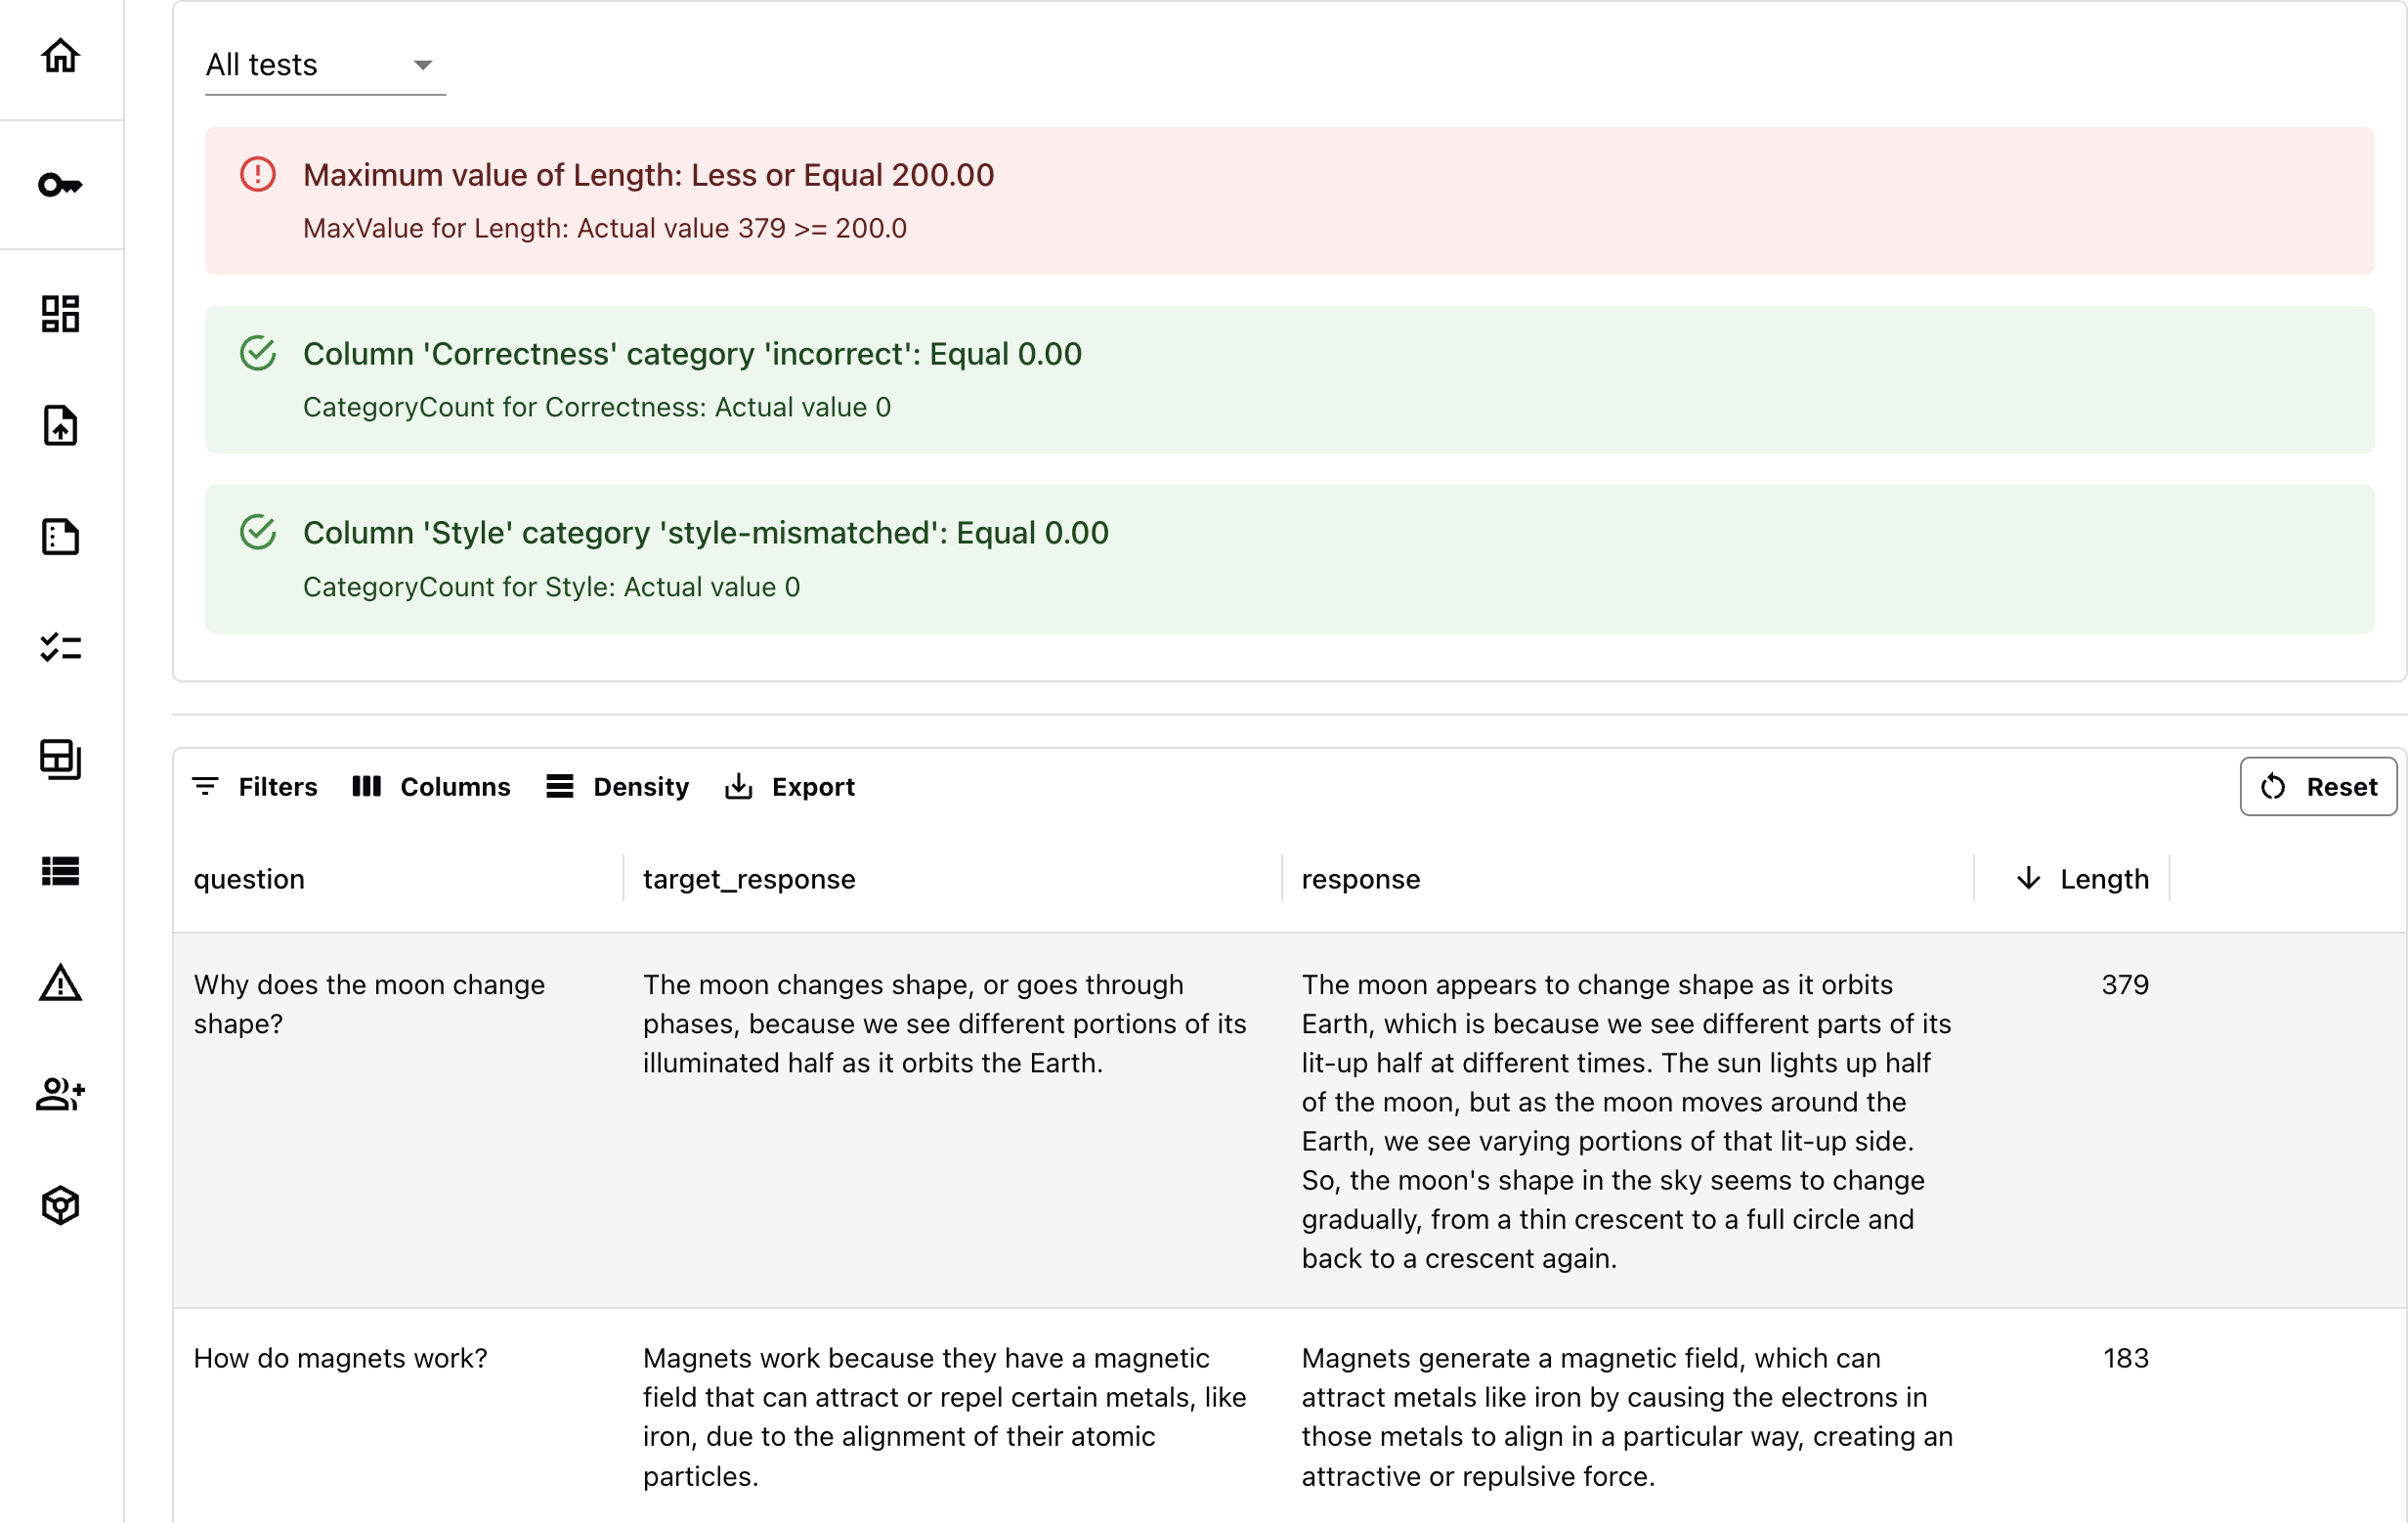 All tests
Maximum value of Length: Less or Equal 200.00
MaxValue for Length: Actual value 379 >= 200.0
Column 'Correctness' category 'incorrect': Equal 0.00
CategoryCount for Correctness: Actual value 0
Column 'Style' category 'style-mismatched': Equal 0.00
CategoryCount for Style: Actual value 0
Filters Columns Density Export Reset
question target_response response Length
Why does the moon change
shape?
The moon changes shape, or goes through
phases, because we see different portions of its
illuminated half as it orbits the Earth.
The moon appears to change shape as it orbits
Earth, which is because we see different parts of its
lit-up half at different times. The sun lights up half
of the moon, but as the moon moves around the
Earth, we see varying portions of that lit-up side.
So, the moon's shape in the sky seems to change
gradually, from a thin crescent to a full circle and
back to a crescent again.
379
How do magnets work?
Magnets work because they have a magnetic
field that can attract or repel certain metals, like
iron, due to the alignment of their atomic
particles.
Magnets generate a magnetic field, which can
attract metals like iron by causing the electrons in
those metals to align in a particular way, creating an
attractive or repulsive force.
183